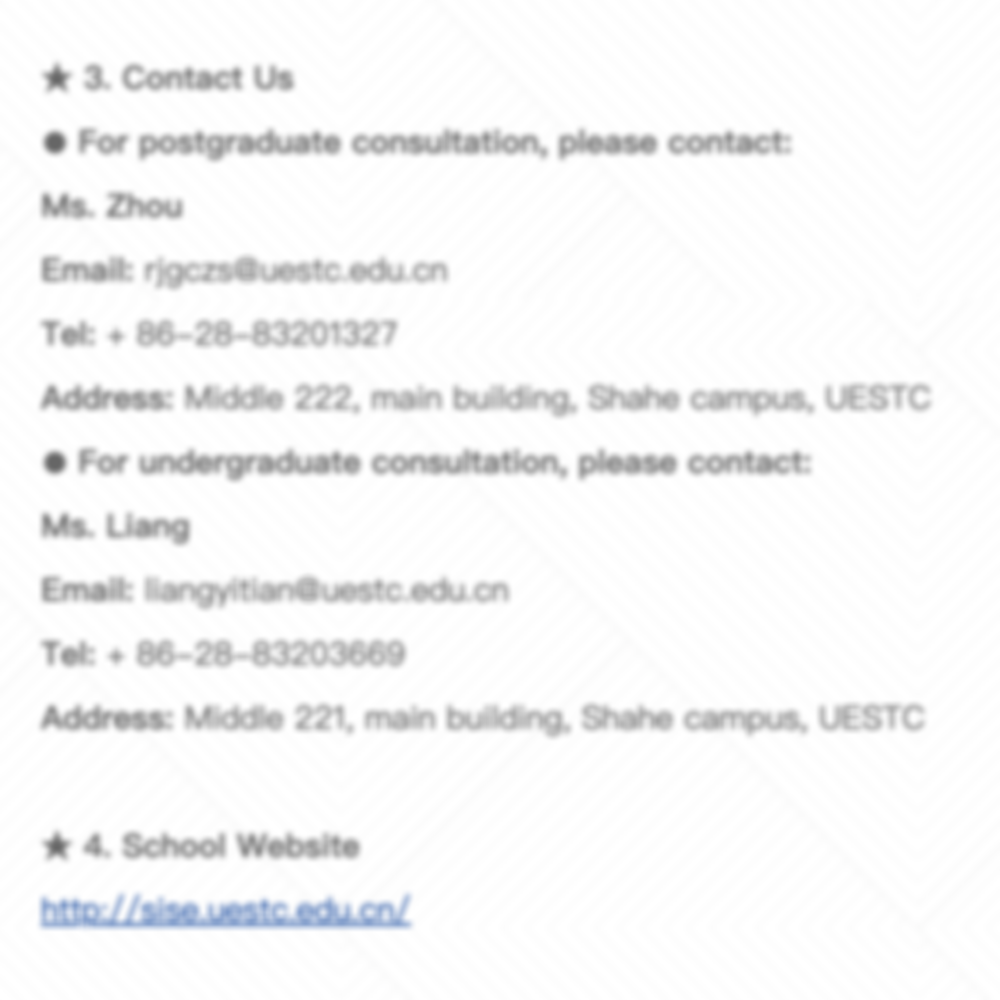 ★ 3. Contact Us
● For postgraduate consultation, please contact:
Ms. Zhou
Email: rjgczs@uestc.edu.cn
Tel: + 86-28-83201327
Address: Middle 222, main building, Shahe campus, UESTC
● For undergraduate consultation, please contact:
Ms. Liang
Email: liangyitian@uestc.edu.cn
Tel: + 86-28-83203669
Address: Middle 221, main building, Shahe campus, UESTC
★ 4. School Website
http://sise.uestc.edu.cn/